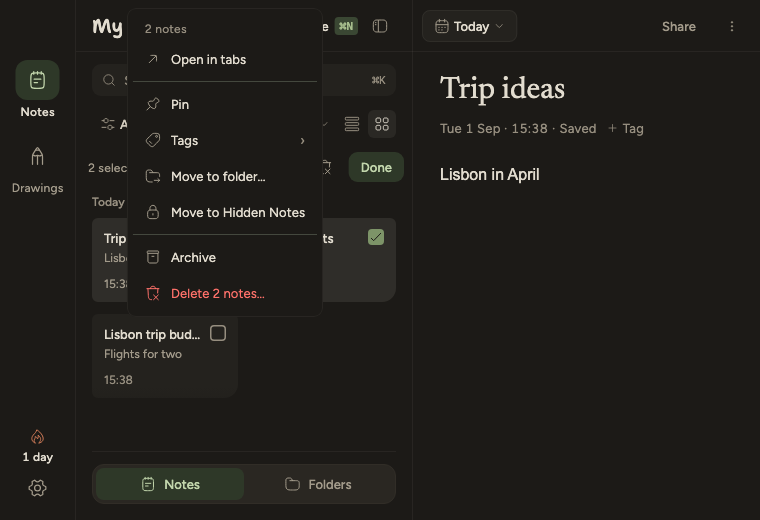 My
⌘N
2 notes
Open in tabs
Pin
Tags
Move to folder...
Move to Hidden Notes
Archive
Delete 2 notes...
Notes
Drawings
1 day
⌘K
2 selec
Done
Today
Trip
ts
Lisbo
15:38
Lisbon trip bud...
Flights for two
15:38
Notes
Folders
Today
Share
Trip ideas
Tue 1 Sep · 15:38 · Saved + Tag
Lisbon in April